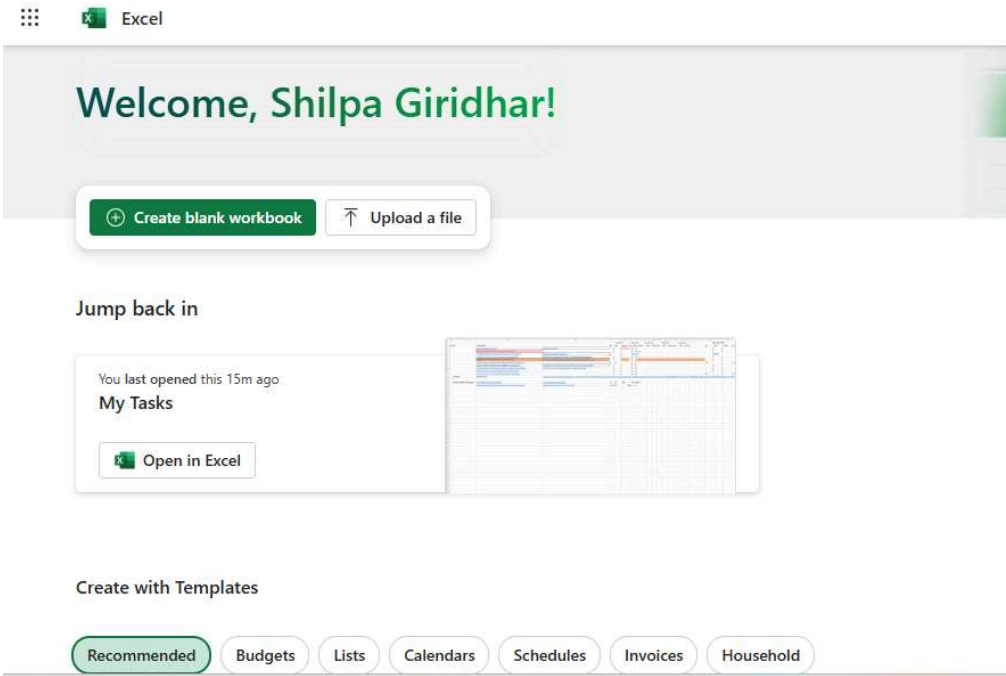 Excel
Welcome, Shilpa Giridhar!
Create blank workbook
Upload a file
Jump back in
You last opened this 15m ago
My Tasks
Open in Excel
Create with Templates
Recommended
Budgets
Lists
Calendars
Schedules
Invoices
Household